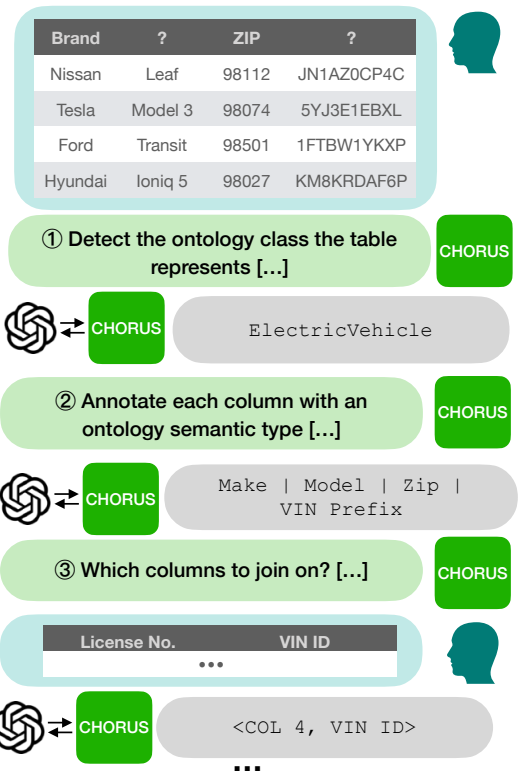 Brand ? ZIP ?
Nissan Leaf 98112 JN1AZ0CP4C
Tesla Model 3 98074 5YJ3E1EBXL
Ford Transit 98501 1FTBW1YKXP
Hyundai Ioniq 5 98027 KM8KRDAF6P
① Detect the ontology class the table
represents […]
CHORUS
CHORUS
ElectricVehicle
② Annotate each column with an
ontology semantic type […]
CHORUS
CHORUS
Make | Model | Zip |
VIN Prefix
③ Which columns to join on? […]
CHORUS
License No. VIN ID
•••
CHORUS
<COL 4, VIN ID>
...